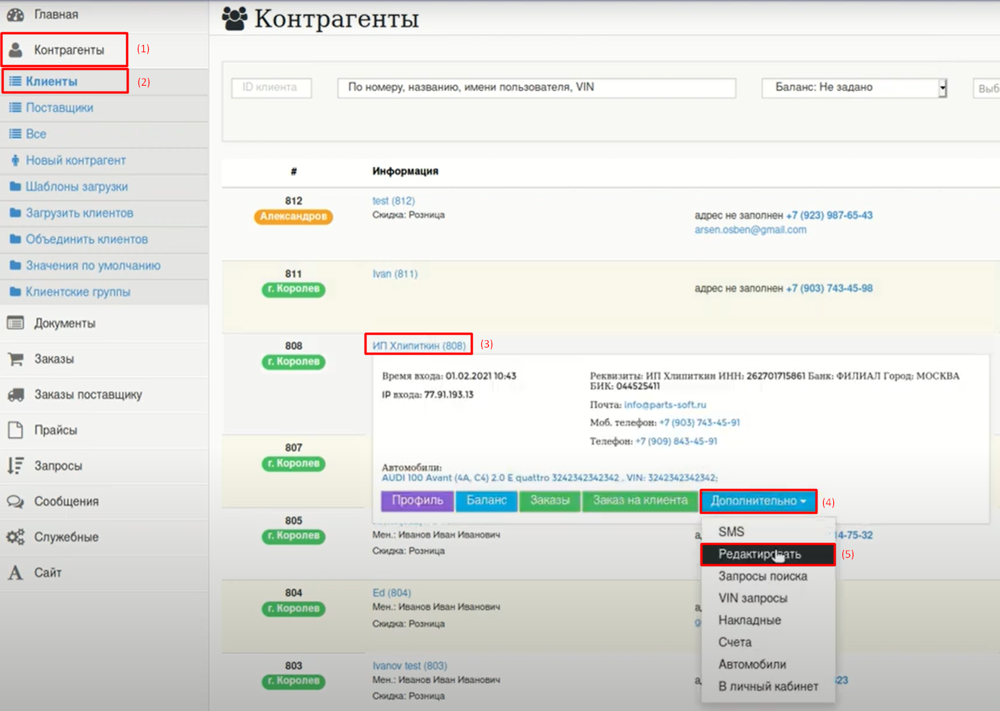 Главная
Контрагенты
(1)
Клиенты
(2)
Поставщики
Все
Новый контрагент
Шаблоны загрузки
Загрузить клиентов
Объединить клиентов
Значения по умолчанию
Клиентские группы
Документы
Заказы
Заказы поставщику
Прайсы
Запросы
Сообщения
Служебные
Сайт
Контрагенты
ID клиента
По номеру, названию, имени пользователя, VIN
Баланс: Не задано
Выб
# Информация
812 test (812)
Александров Скидка: Розница
адрес не заполнен +7 (923) 987-65-43
arsen.osben@gmail.com
811 Ivan (811)
г. Королев
адрес не заполнен +7 (903) 743-45-98
808 ИП Хлипиткин (808) (3)
г. Королев
Время входа: 01.02.2021 10:43
IP входа: 77.91.193.13
Реквизиты: ИП Хлипиткин ИНН: 262701715861 Банк: ФИЛИАЛ Город: МОСКВА
БИК: 044525411
Почта: info@parts-soft.ru
Моб. телефон: +7 (903) 743-45-91
Телефон: +7 (909) 843-45-91
807
г. Королев
Автомобили:
AUDI 100 Avant (4A, C4) 2.0 E quattro 3242342342342 , VIN: 3242342342342;
Профиль Баланс Заказы Заказ на клиента Дополнительно (4)
805
г. Королев Мен.: Иванов Иван Иванович
Скидка: Розница
а 14-75-32
SMS
Редактировать (5)
Запросы поиска
VIN запросы
Накладные
Счета
Автомобили
В личный кабинет
804 Ed (804)
г. Королев Мен.: Иванов Иван Иванович
Скидка: Розница
а
g
803 Ivanov test (803)
г. Королев Мен.: Иванов Иван Иванович
Скидка: Розница
а 323